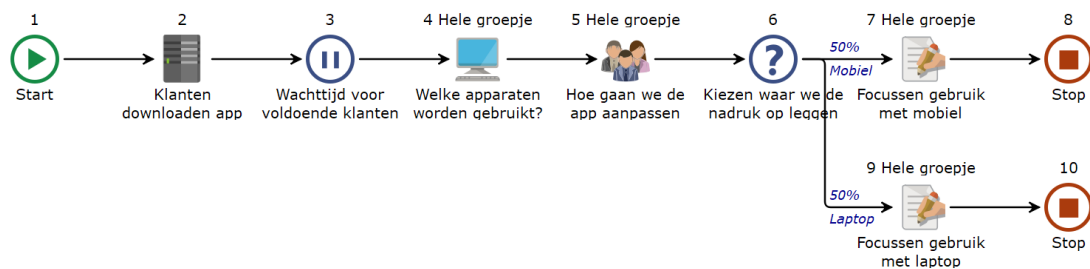 1
Start
2
Klanten
downloaden app
3
Wachttijd voor
voldoende klanten
4 Hele groepje
Welke apparaten
worden gebruikt?
5 Hele groepje
Hoe gaan we de
app aanpassen
6
Kiezen waar we de
nadruk op leggen
50%
Mobiel
7 Hele groepje
Focussen gebruik
met mobiel
8
Stop
50%
Laptop
9 Hele groepje
Focussen gebruik
met laptop
10
Stop